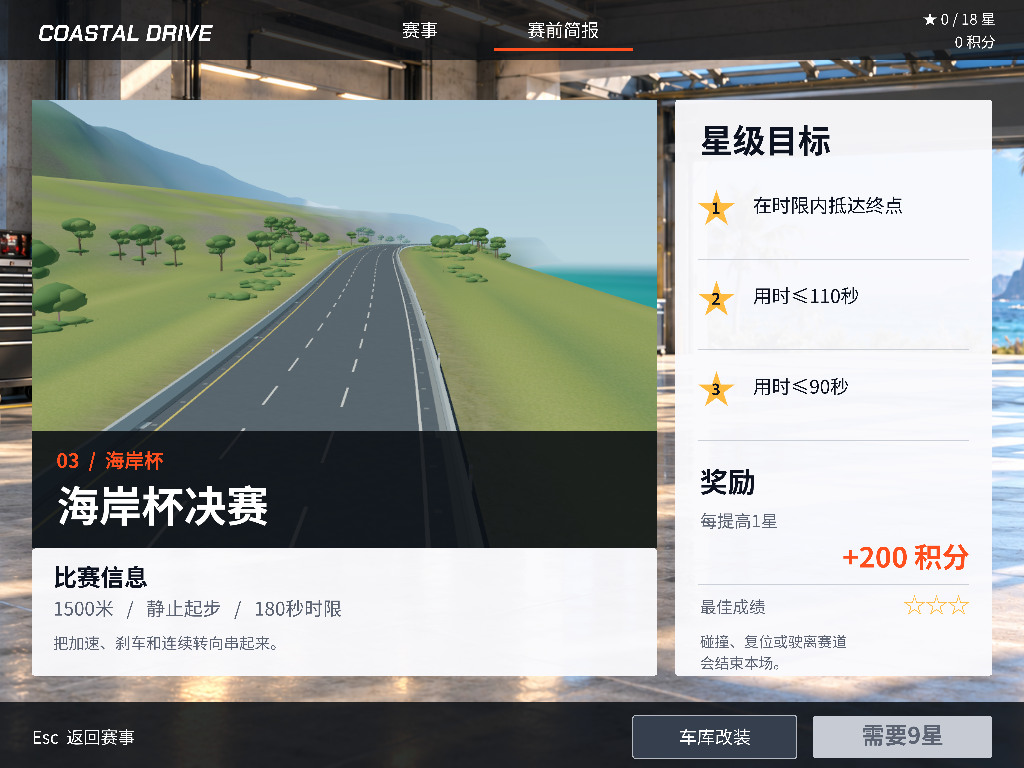 COASTAL DRIVE
赛事
赛前简报
★ 0 / 18 星
0 积分
03 / 海岸杯
海岸杯决赛
比赛信息
1500米 / 静止起步 / 180秒时限
把加速、刹车和连续转向串起来。
星级目标
1 在时限内抵达终点
2 用时≤110秒
3 用时≤90秒
奖励
每提高1星
+200 积分
最佳成绩 ☆☆☆
碰撞、复位或驶离赛道
会结束本场。
Esc 返回赛事
车库改装
需要9星